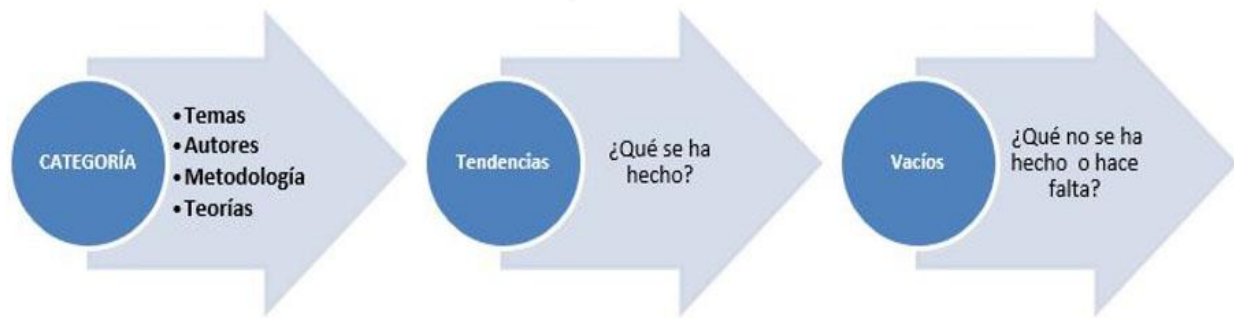 CATEGORÍA
•Temas
•Autores
•Metodología
•Teorías
Tendencias
¿Qué se ha
hecho?
Vacíos
¿Qué no se ha
hecho o hace
falta?